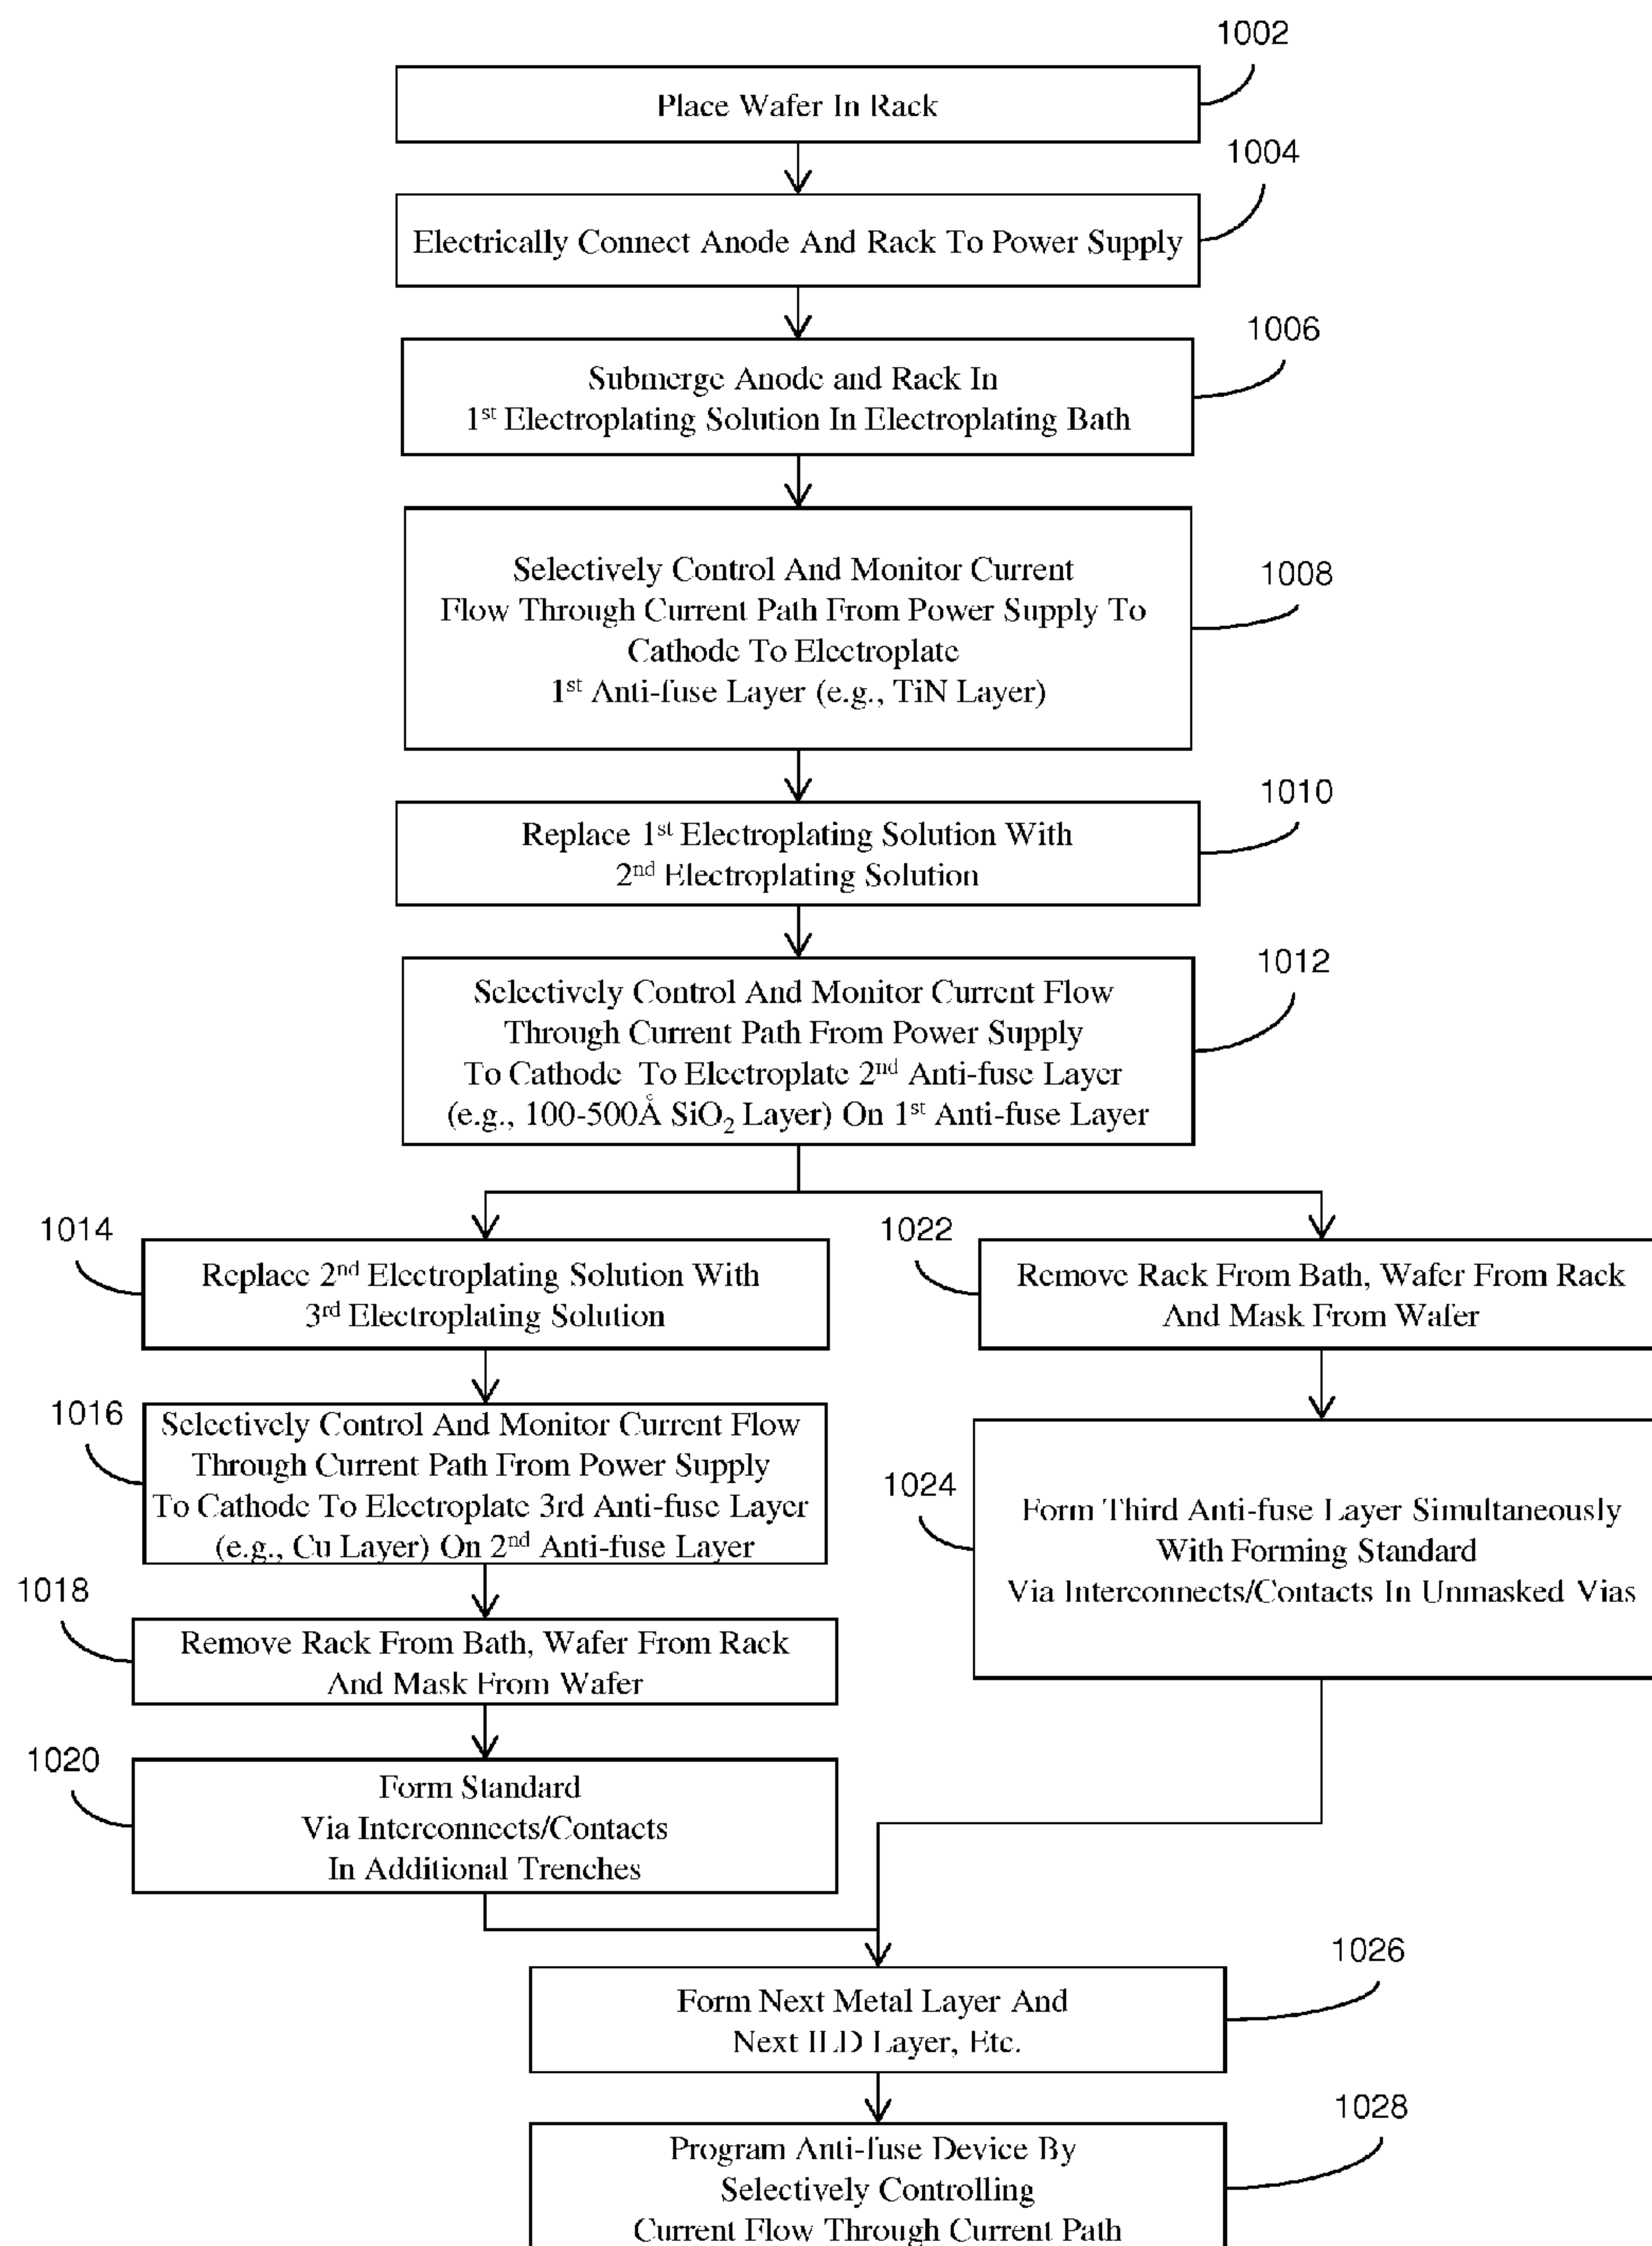 1002
Place Wafer In Rack
1004
Electrically Connect Anode And Rack To Power Supply
1006
Submerge Anode and Rack In
1st Electroplating Solution In Electroplating Bath
1008
Selectively Control And Monitor Current
Flow Through Current Path From Power Supply To
Cathode To Electroplate
1st Anti-fuse Layer (e.g., TiN Layer)
1010
Replace 1st Electroplating Solution With
2nd Electroplating Solution
1012
Selectively Control And Monitor Current Flow
Through Current Path From Power Supply
To Cathode To Electroplate 2nd Anti-fuse Layer
(e.g., 100-500Å SiO2 Layer) On 1st Anti-fuse Layer
1014
Replace 2nd Electroplating Solution With
3rd Electroplating Solution
1016
Selectively Control And Monitor Current Flow
Through Current Path From Power Supply
To Cathode To Electroplate 3rd Anti-fuse Layer
(e.g., Cu Layer) On 2nd Anti-fuse Layer
1018
Remove Rack From Bath, Wafer From Rack
And Mask From Wafer
1020
Form Standard
Via Interconnects/Contacts
In Additional Trenches
1022
Remove Rack From Bath, Wafer From Rack
And Mask From Wafer
1024
Form Third Anti-fuse Layer Simultaneously
With Forming Standard
Via Interconnects/Contacts In Unmasked Vias
1026
Form Next Metal Layer And
Next ILD Layer, Etc.
1028
Program Anti-fuse Device By
Selectively Controlling
Current Flow Through Current Path